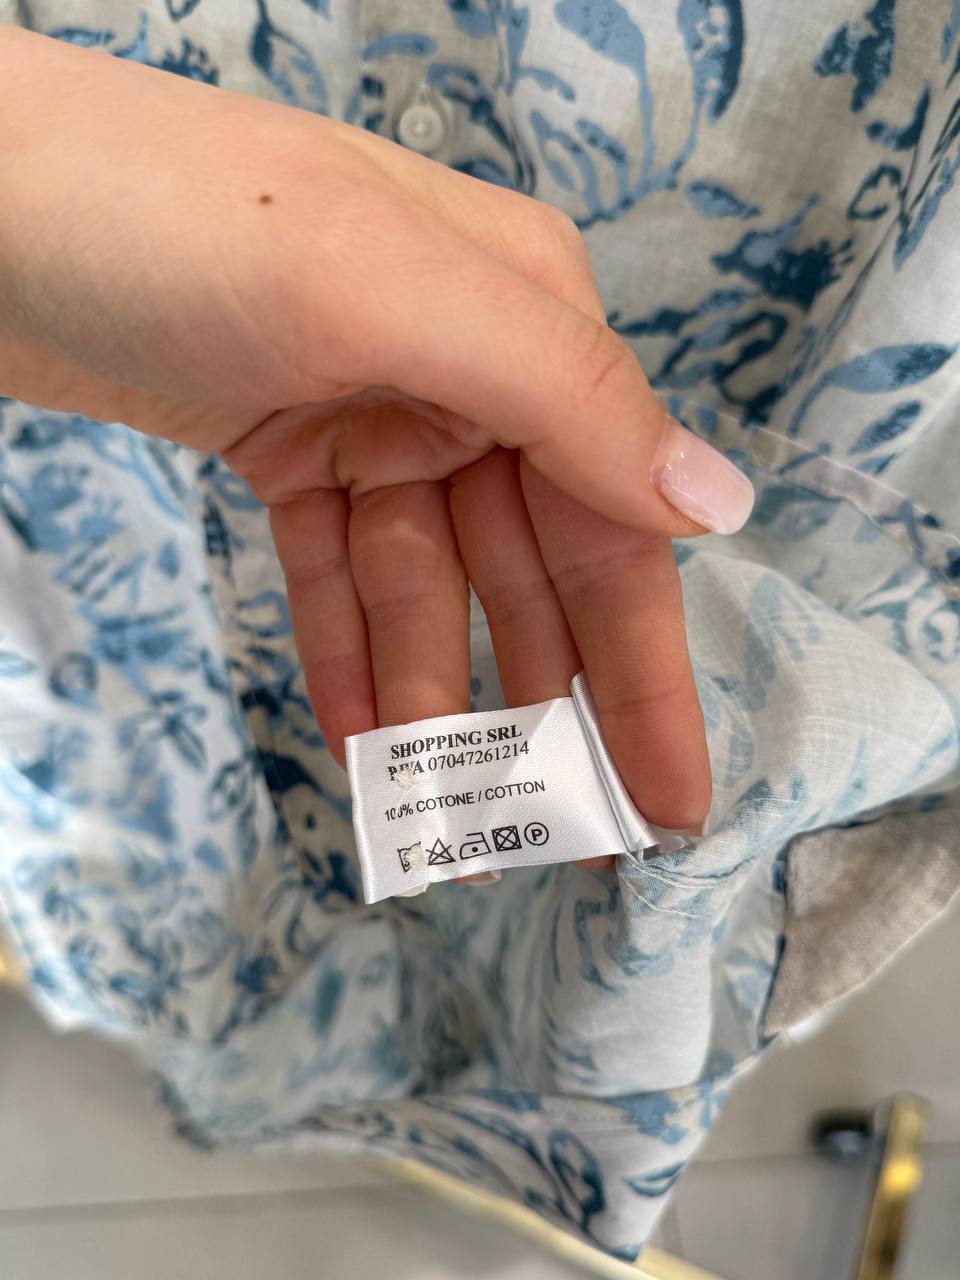 SHOPPING SRL
P.IVA 07047261214
100% COTONE / COTTON
P